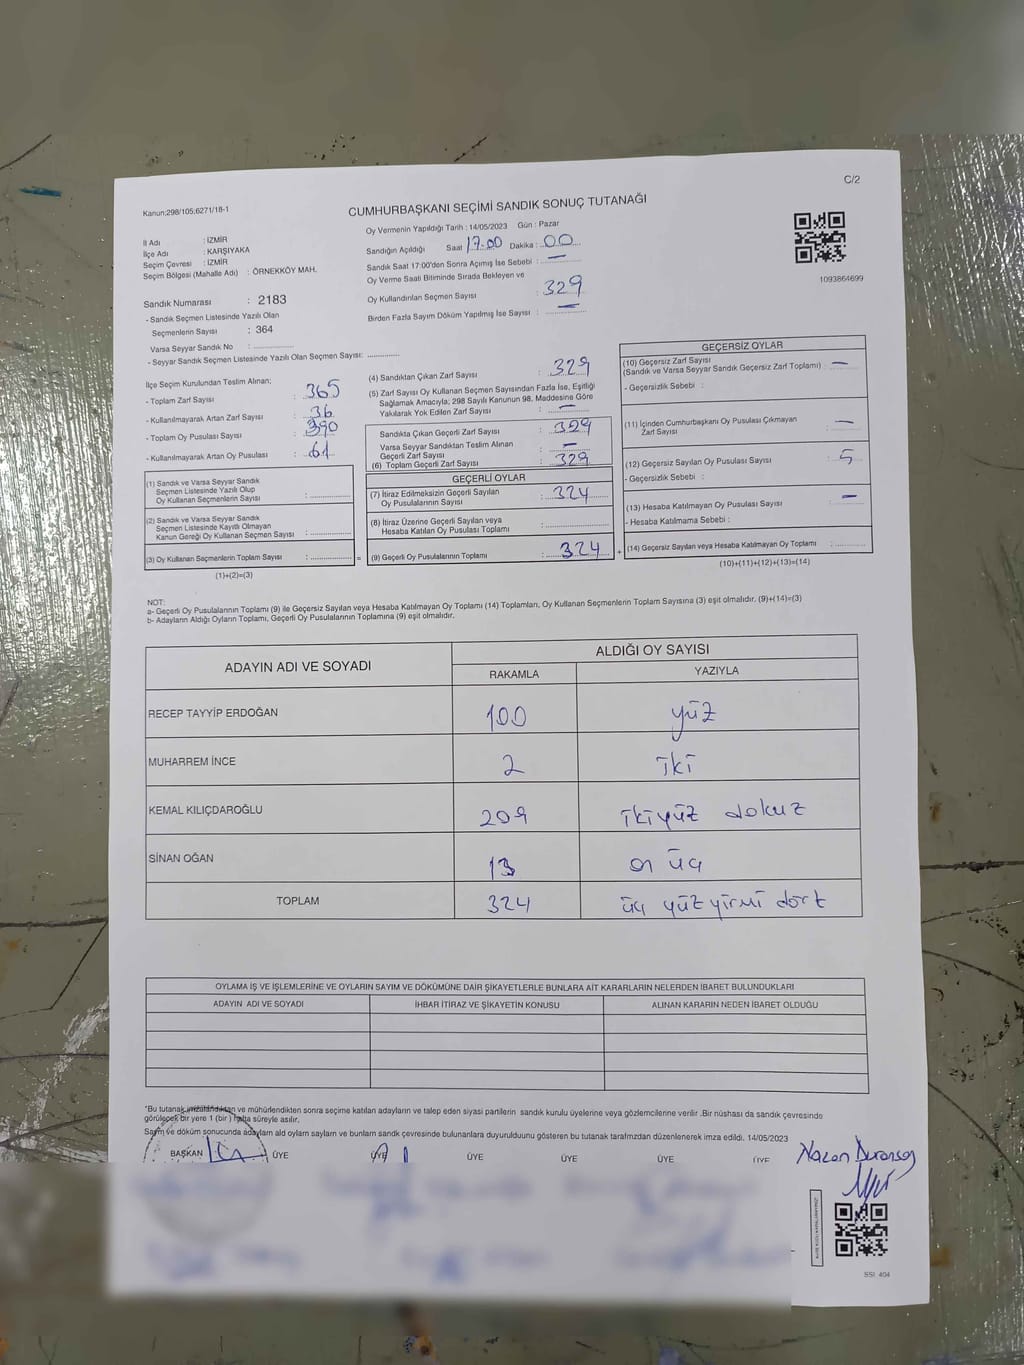 C/2
Kanun:298/105;6271/18-1
CUMHURBAŞKANI SEÇİMİ SANDIK SONUÇ TUTANAĞI
İl Adı : İZMİR
İlçe Adı : KARŞIYAKA
Seçim Çevresi : İZMİR
Seçim Bölgesi (Mahalle Adı) : ÖRNEKKÖY MAH.
Sandık Numarası : 2183
- Sandık Seçmen Listesinde Yazılı Olan
Seçmenlerin Sayısı : 364
Varsa Seyyar Sandık No :
- Seyyar Sandık Seçmen Listesinde Yazılı Olan Seçmen Sayısı:
Oy Vermenin Yapıldığı Tarih : 14/05/2023 Gün : Pazar
Sandığın Açıldığı Saat 17:00 Dakika : 00
Sandık Saat 17:00'den Sonra Açımış İse Sebebi : —
Oy Verme Saati Bitiminde Sırada Bekleyen ve
Oy Kullandırılan Seçmen Sayısı : 329
Birden Fazla Sayım Döküm Yapılmış İse Sayısı : —
1093864699
İlçe Seçim Kurulundan Teslim Alınan;
- Toplam Zarf Sayısı : 365
- Kullanılmayarak Artan Zarf Sayısı : 36
- Toplam Oy Pusulası Sayısı : 390
- Kullanılmayarak Artan Oy Pusulası : 61
(1) Sandık ve Varsa Seyyar Sandık
Seçmen Listesinde Yazılı Olup
Oy Kullanan Seçmenlerin Sayısı :
(2) Sandık ve Varsa Seyyar Sandık
Seçmen Listesinde Kayıtlı Olmayan
Kanun Gereği Oy Kullanan Seçmen Sayısı :
(3) Oy Kullanan Seçmenlerin Toplam Sayısı : =
(1)+(2)=(3)
(4) Sandıktan Çıkan Zarf Sayısı : 329
(5) Zarf Sayısı Oy Kullanan Seçmen Sayısından Fazla İse, Eşitliği
Sağlamak Amacıyla; 298 Sayılı Kanunun 98. Maddesine Göre
Yakılarak Yok Edilen Zarf Sayısı : —
Sandıkta Çıkan Geçerli Zarf Sayısı : 329
Varsa Seyyar Sandıktan Teslim Alınan
Geçerli Zarf Sayısı : —
(6) Toplam Geçerli Zarf Sayısı : 329
GEÇERLİ OYLAR
(7) İtiraz Edilmeksizin Geçerli Sayılan
Oy Pusulalarının Sayısı : 324
(8) İtiraz Üzerine Geçerli Sayılan veya
Hesaba Katılan Oy Pusulası Toplamı :
(9) Geçerli Oy Pusulalarının Toplamı : 324 +
GEÇERSİZ OYLAR
(10) Geçersiz Zarf Sayısı
(Sandık ve Varsa Seyyar Sandık Geçersiz Zarf Toplamı) : —
- Geçersizlik Sebebi :
(11) İçinden Cumhurbaşkanı Oy Pusulası Çıkmayan
Zarf Sayısı : —
(12) Geçersiz Sayılan Oy Pusulası Sayısı : 5
- Geçersizlik Sebebi :
(13) Hesaba Katılmayan Oy Pusulası Sayısı : —
- Hesaba Katılmama Sebebi :
(14) Geçersiz Sayılan veya Hesaba Katılmayan Oy Toplamı :
(10)+(11)+(12)+(13)=(14)
NOT:
a- Geçerli Oy Pusulalarının Toplamı (9) ile Geçersiz Sayılan veya Hesaba Katılmayan Oy Toplamı (14) Toplamları, Oy Kullanan Seçmenlerin Toplam Sayısına (3) eşit olmalıdır. (9)+(14)=(3)
b- Adayların Aldığı Oyların Toplamı, Geçerli Oy Pusulalarının Toplamına (9) eşit olmalıdır.
ADAYIN ADI VE SOYADI ALDIĞI OY SAYISI
RAKAMLA YAZIYLA
RECEP TAYYİP ERDOĞAN 100 yüz
MUHARREM İNCE 2 iki
KEMAL KILIÇDAROĞLU 209 ikiyüz dokuz
SİNAN OĞAN 13 on üç
TOPLAM 324 üç yüz yirmi dört
OYLAMA İŞ VE İŞLEMLERİNE VE OYLARIN SAYIM VE DÖKÜMÜNE DAİR ŞİKAYETLERLE BUNLARA AİT KARARLARIN NELERDEN İBARET BULUNDUKLARI
ADAYIN ADI VE SOYADI İHBAR İTİRAZ VE ŞİKAYETİN KONUSU ALINAN KARARIN NEDEN İBARET OLDUĞU
*Bu tutanak imzalandıktan ve mühürlendikten sonra seçime katılan adayların ve talep eden siyasi partilerin sandık kurulu üyelerine veya gözlemcilerine verilir .Bir nüshası da sandık çevresinde
görülecek bir yere 1 (bir) hafta süreyle asılır.
Sayım ve döküm sonucunda adayların ald oyların sayıları ve bunların sandık çevresinde bulunanlara duyurulduunu gösteren bu tutanak tarafımızdan düzenlenerek imza edildi. 14/05/2023
BAŞKAN ÜYE ÜYE ÜYE ÜYE ÜYE ÜYE
SSI 404